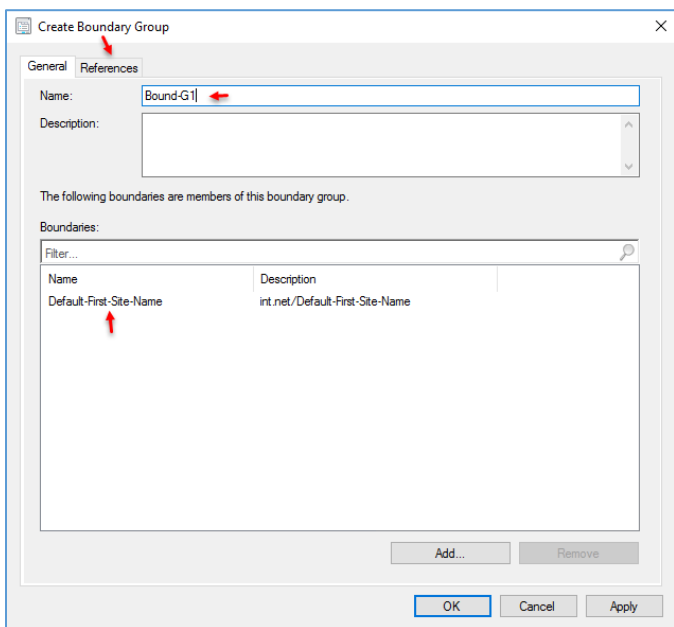 Create Boundary Group
General References
Name: Bound-G1
Description:
The following boundaries are members of this boundary group.
Boundaries:
Filter...
Name Description
Default-First-Site-Name int.net/Default-First-Site-Name
Add... Remove
OK Cancel Apply